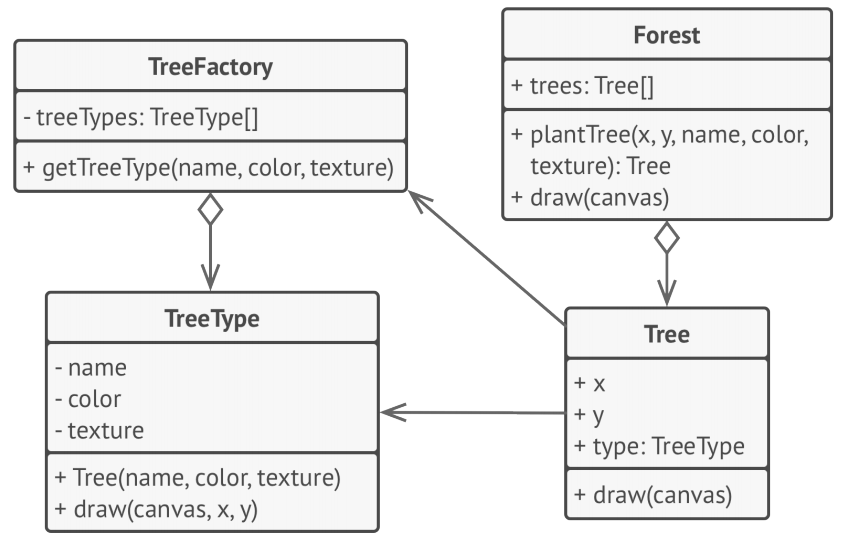 TreeFactory
- treeTypes: TreeType[]
+ getTreeType(name, color, texture)
Forest
+ trees: Tree[]
+ plantTree(x, y, name, color,
texture): Tree
+ draw(canvas)
TreeType
- name
- color
- texture
+ Tree(name, color, texture)
+ draw(canvas, x, y)
Tree
+ x
+ y
+ type: TreeType
+ draw(canvas)